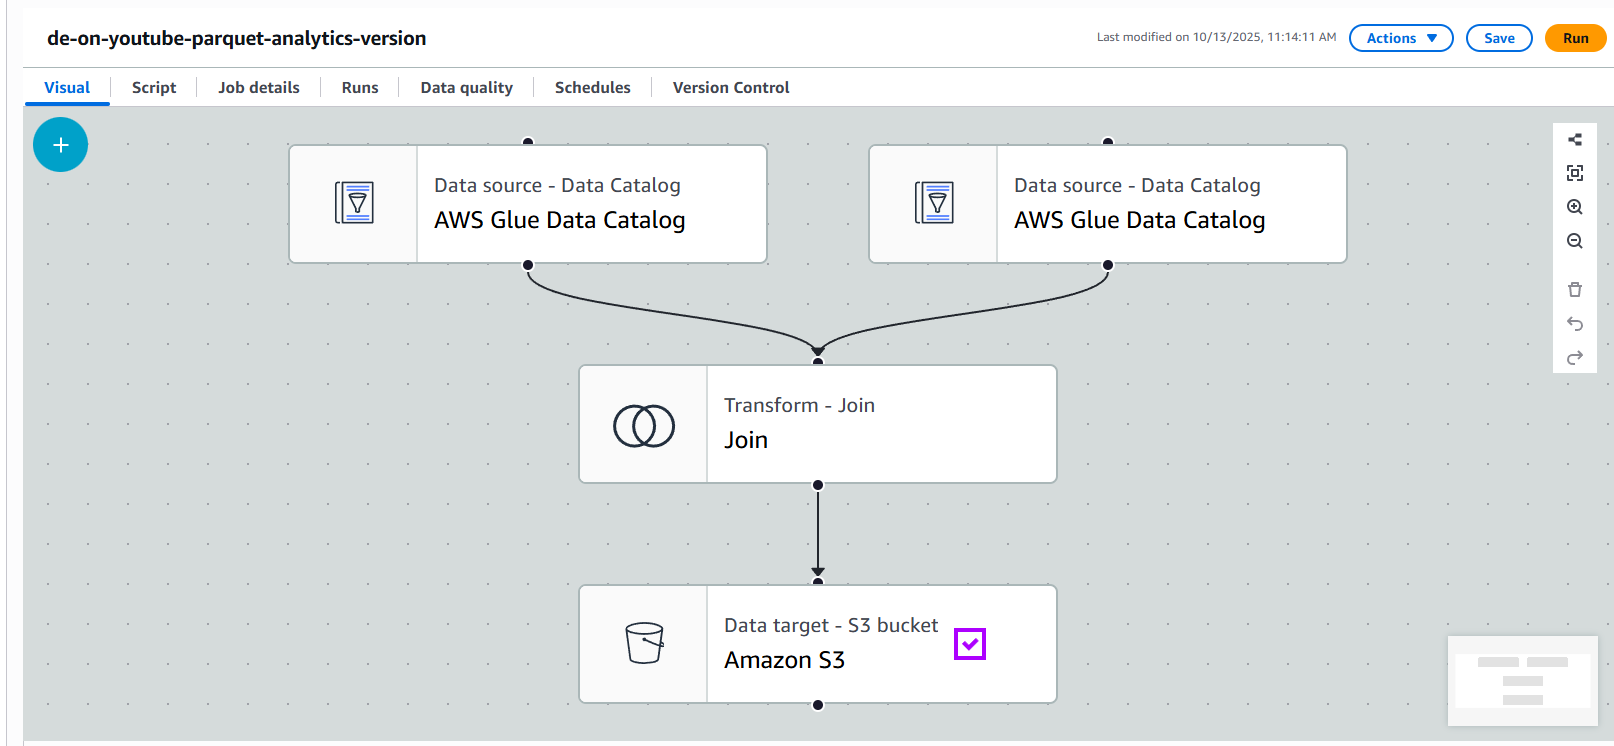 de-on-youtube-parquet-analytics-version
Last modified on 10/13/2025, 11:14:11 AM
Actions
Save
Run
Visual
Script
Job details
Runs
Data quality
Schedules
Version Control
Data source - Data Catalog
AWS Glue Data Catalog
Data source - Data Catalog
AWS Glue Data Catalog
Transform - Join
Join
Data target - S3 bucket
Amazon S3